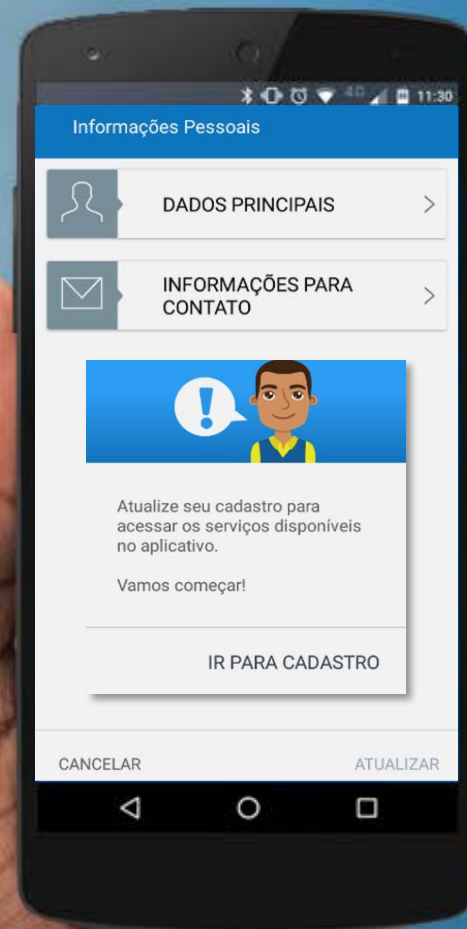 4G 11:30
Informações Pessoais
DADOS PRINCIPAIS
INFORMAÇÕES PARA
CONTATO
Atualize seu cadastro para
acessar os serviços disponíveis
no aplicativo.
Vamos começar!
IR PARA CADASTRO
CANCELAR
ATUALIZAR